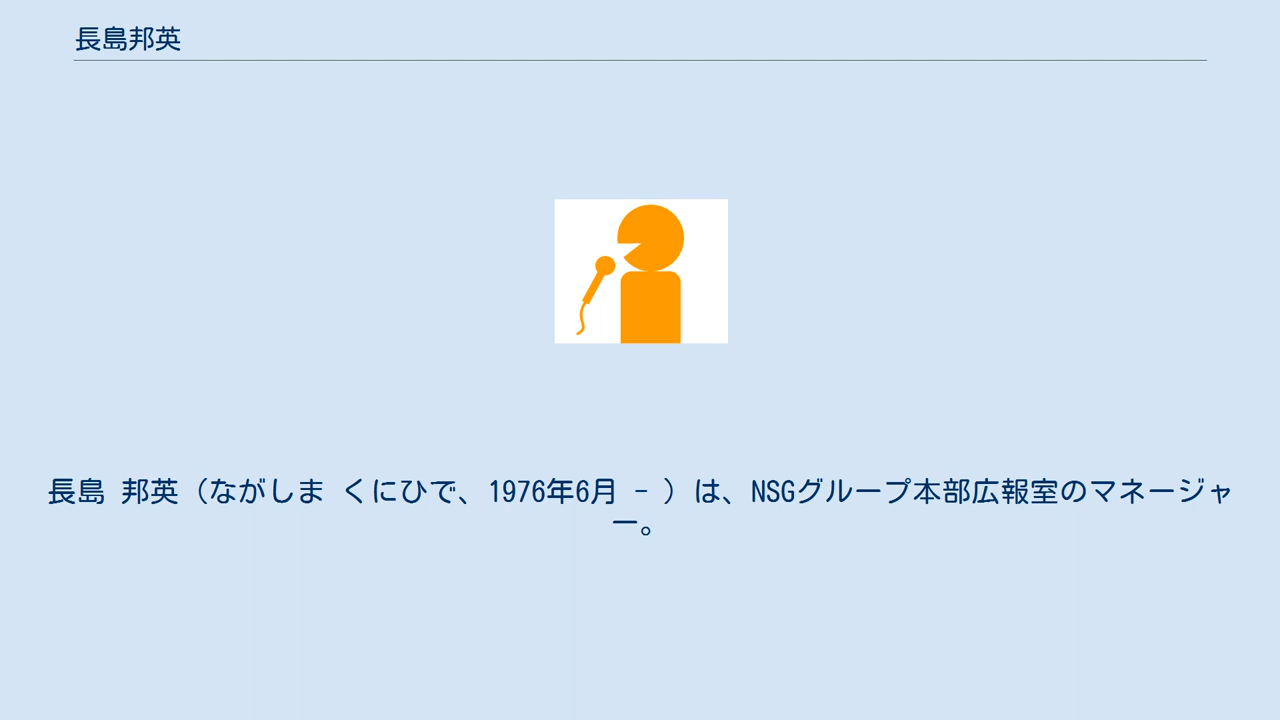 長島邦英
長島 邦英（ながしま くにひで、1976年6月 - ）は、NSGグループ本部広報室のマネージャ
ー。